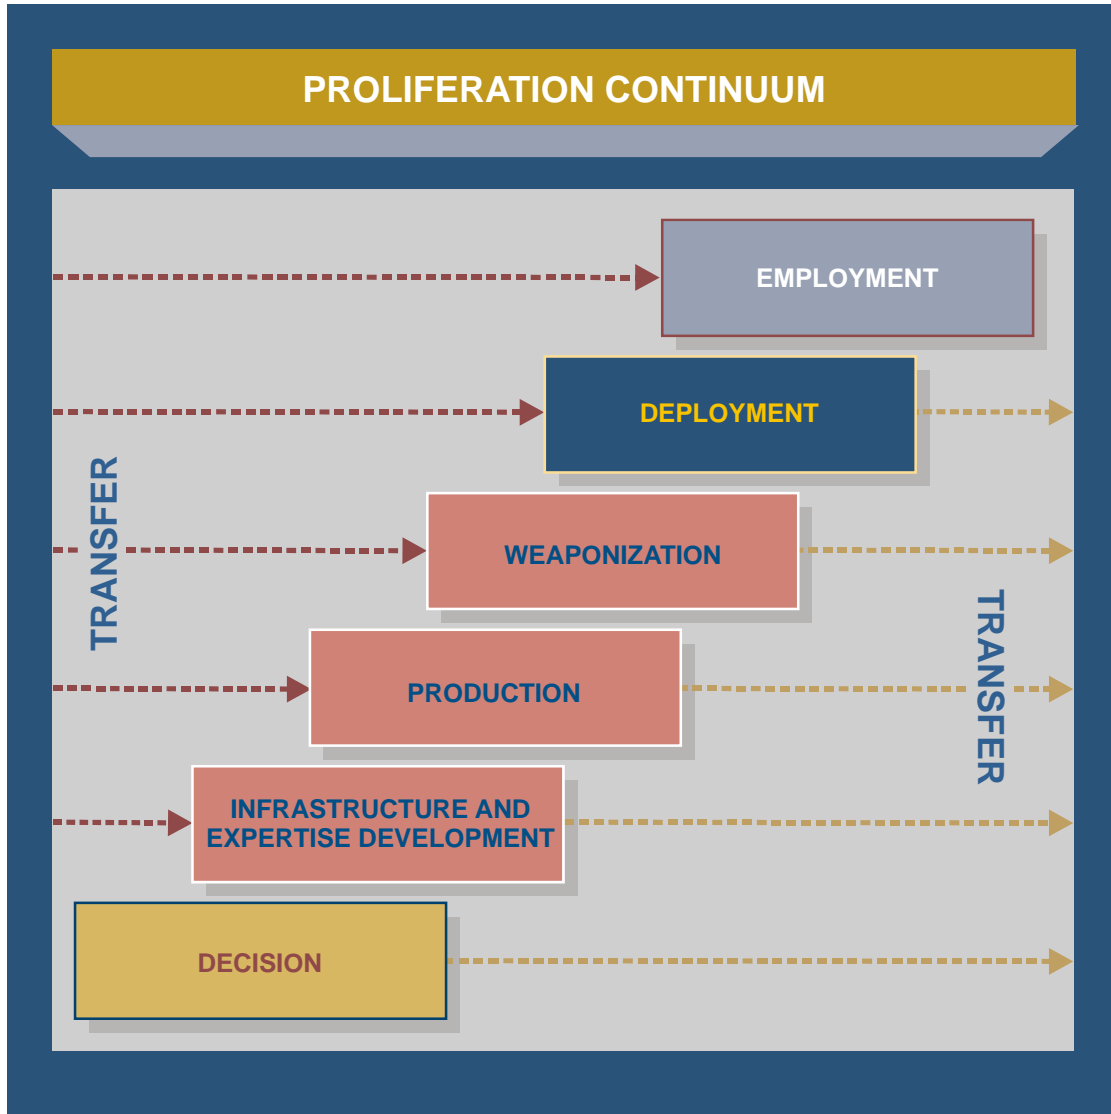 PROLIFERATION CONTINUUM
EMPLOYMENT
DEPLOYMENT
TRANSFER
WEAPONIZATION
TRANSFER
PRODUCTION
INFRASTRUCTURE AND
EXPERTISE DEVELOPMENT
DECISION